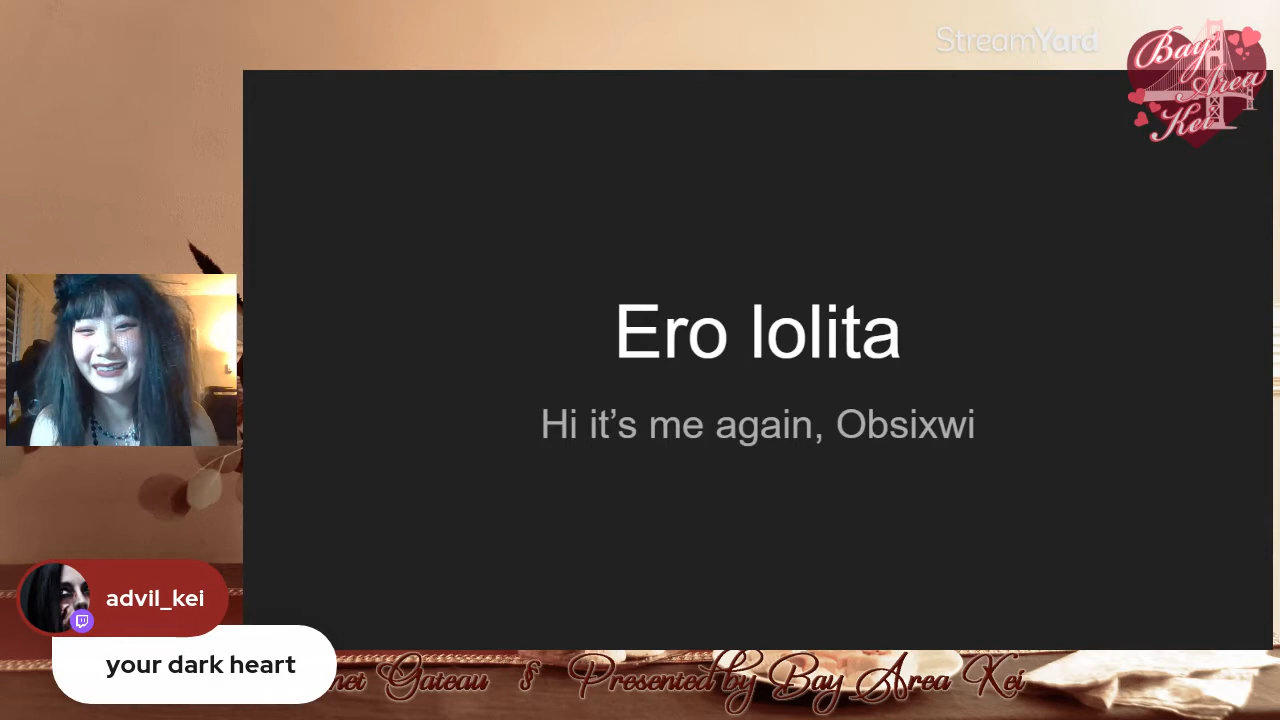 StreamYard
Bay
Area
Kei
Ero lolita
Hi it’s me again, Obsixwi
advil_kei
your dark heart
Gateau § Presented by Bay Area Kei